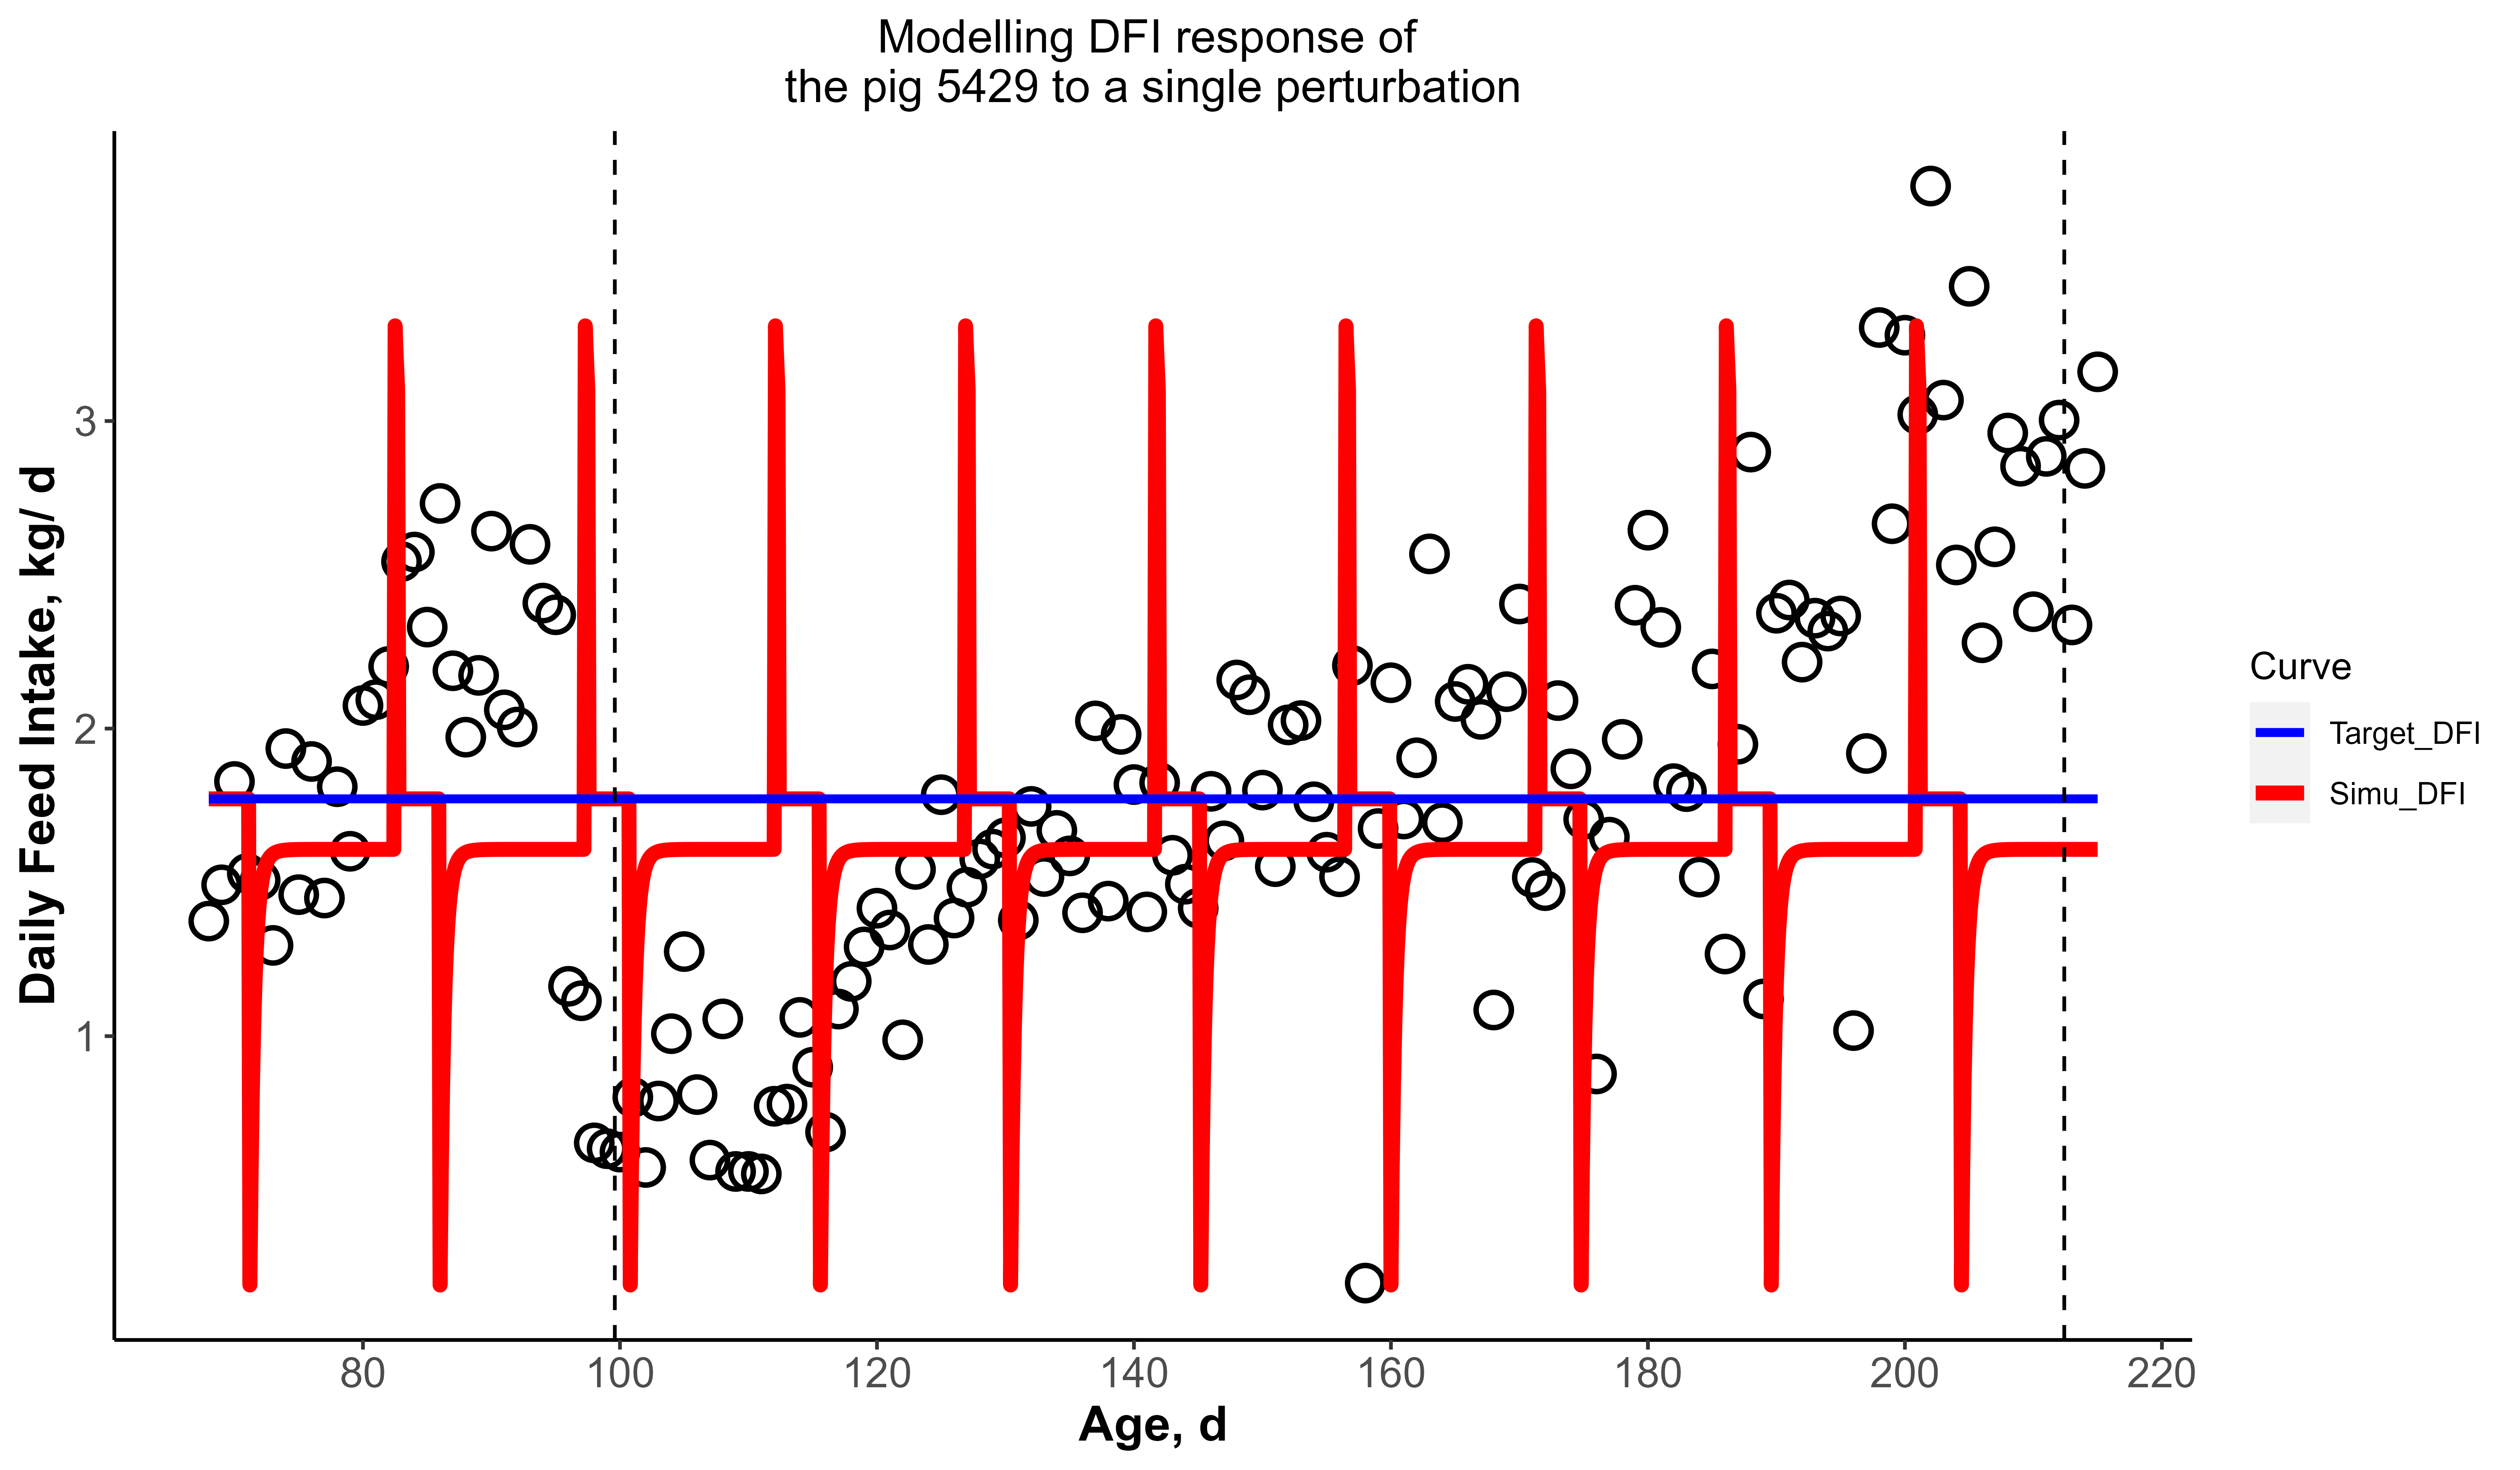 Modelling DFI response of
the pig 5429 to a single perturbation
Daily Feed Intake, kg/ d
3
2
1
80 100 120 140 160 180 200 220
Age, d
Curve
Target_DFI
Simu_DFI